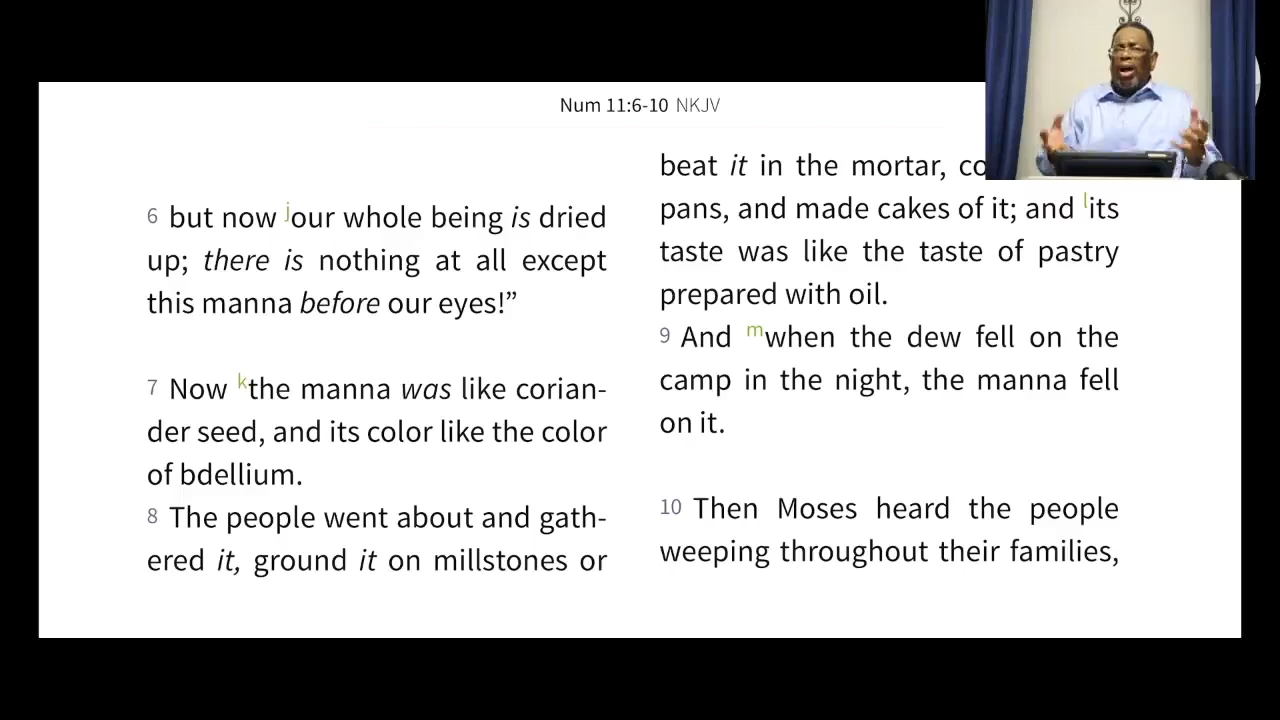 Num 11:6-10 NKJV
6 but now jour whole being is dried
up; there is nothing at all except
this manna before our eyes!”
7 Now kthe manna was like corian-
der seed, and its color like the color
of bdellium.
8 The people went about and gath-
ered it, ground it on millstones or
beat it in the mortar,
pans, and made cakes of it; and lits
taste was like the taste of pastry
prepared with oil.
9 And mwhen the dew fell on the
camp in the night, the manna fell
on it.
10 Then Moses heard the people
weeping throughout their families,